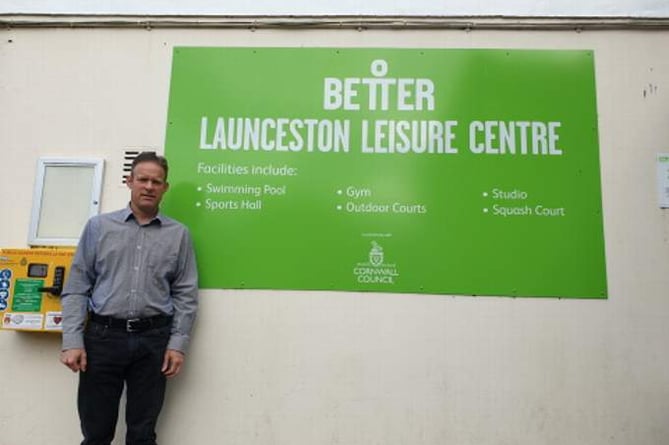 BETTER
LAUNCESTON LEISURE CENTRE
Facilities include:
• Swimming Pool
• Sports Hall
• Gym
• Outdoor Courts
• Studio
• Squash Court
CORNWALL
COUNCIL